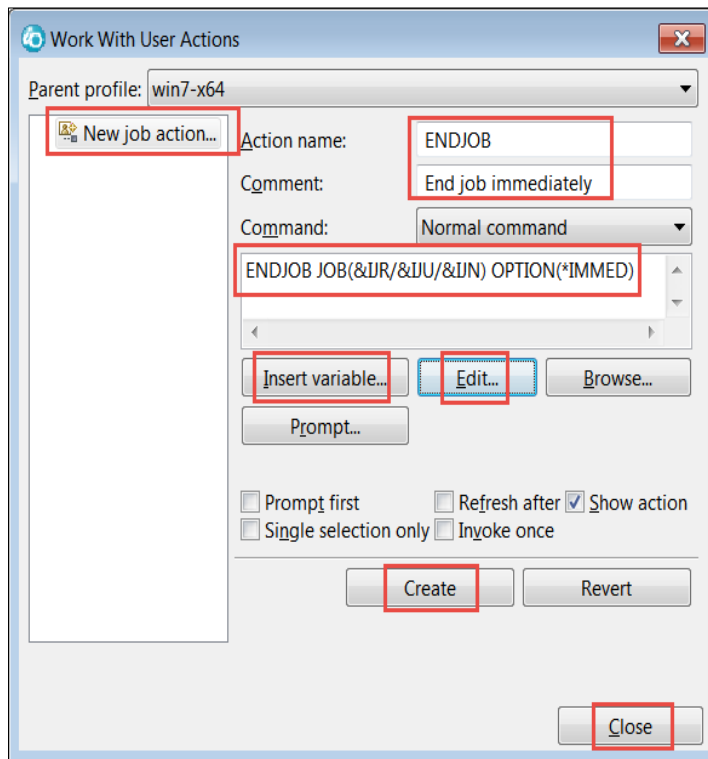 Work With User Actions
Parent profile: win7-x64
New job action...
Action name: ENDJOB
Comment: End job immediately
Command: Normal command
ENDJOB JOB(&IJR/&IJU/&IJN) OPTION(*IMMED)
Insert variable... Edit... Browse...
Prompt...
Prompt first Refresh after Show action
Single selection only Invoke once
Create Revert
Close